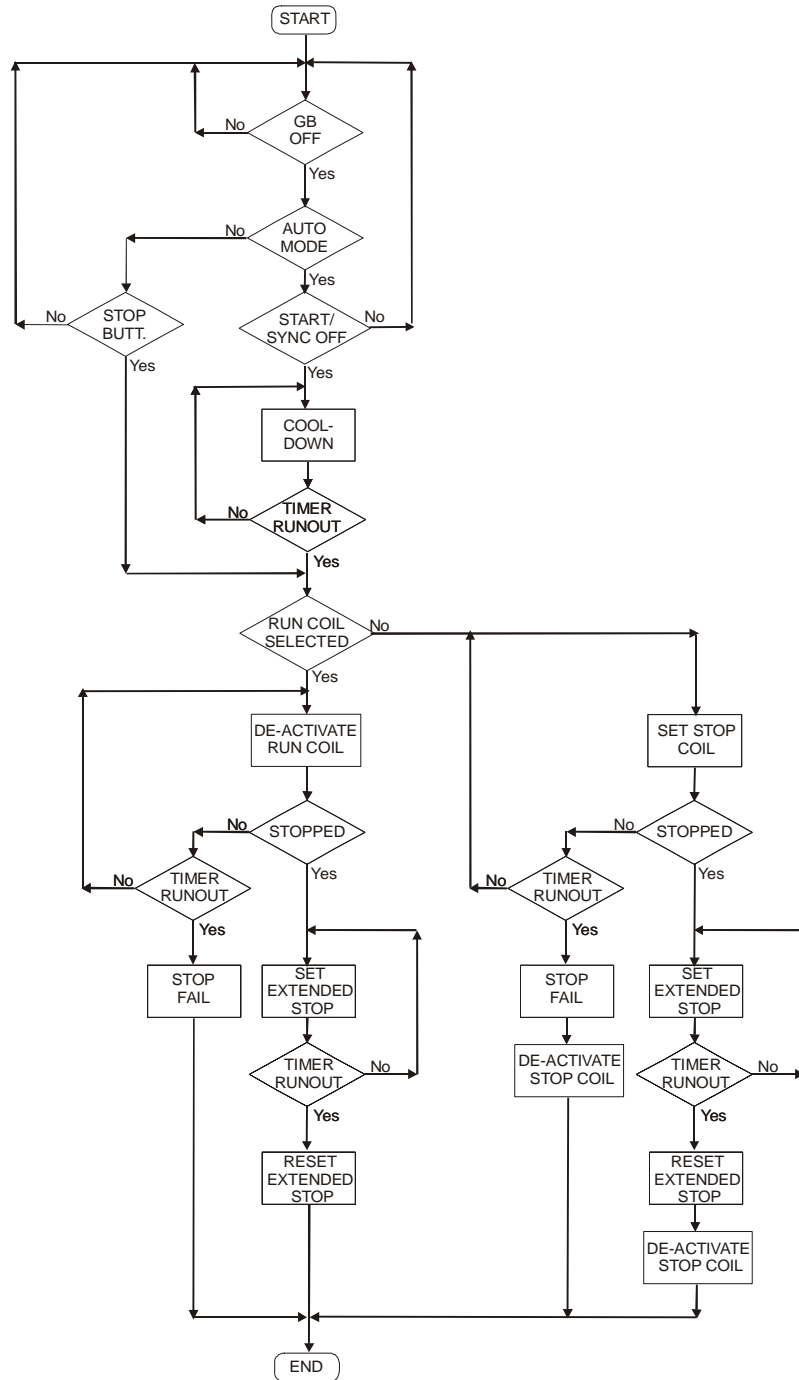 START
GB
OFF
No
Yes
AUTO
MODE
No
Yes
STOP
BUTT.
No
Yes
START/
SYNC OFF
No
Yes
COOL-
DOWN
TIMER
RUNOUT
No
Yes
RUN COIL
SELECTED
No
Yes
DE-ACTIVATE
RUN COIL
STOPPED
No
Yes
TIMER
RUNOUT
No
Yes
STOP
FAIL
SET
EXTENDED
STOP
TIMER
RUNOUT
No
Yes
RESET
EXTENDED
STOP
SET STOP
COIL
STOPPED
No
Yes
TIMER
RUNOUT
No
Yes
STOP
FAIL
DE-ACTIVATE
STOP COIL
SET
EXTENDED
STOP
TIMER
RUNOUT
No
Yes
RESET
EXTENDED
STOP
DE-ACTIVATE
STOP COIL
END